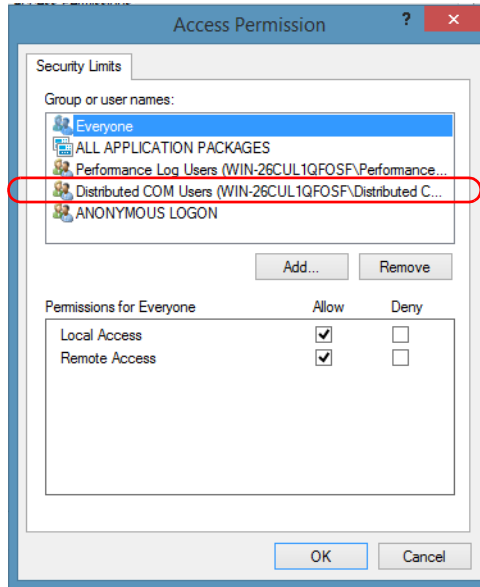 Access Permission
?
×
Security Limits
Group or user names:
Everyone
ALL APPLICATION PACKAGES
Performance Log Users (WIN-26CUL1QFOSF\Performance...
Distributed COM Users (WIN-26CUL1QFOSF\Distributed C...
ANONYMOUS LOGON
Add... Remove
Permissions for Everyone Allow Deny
Local Access
Remote Access
OK Cancel